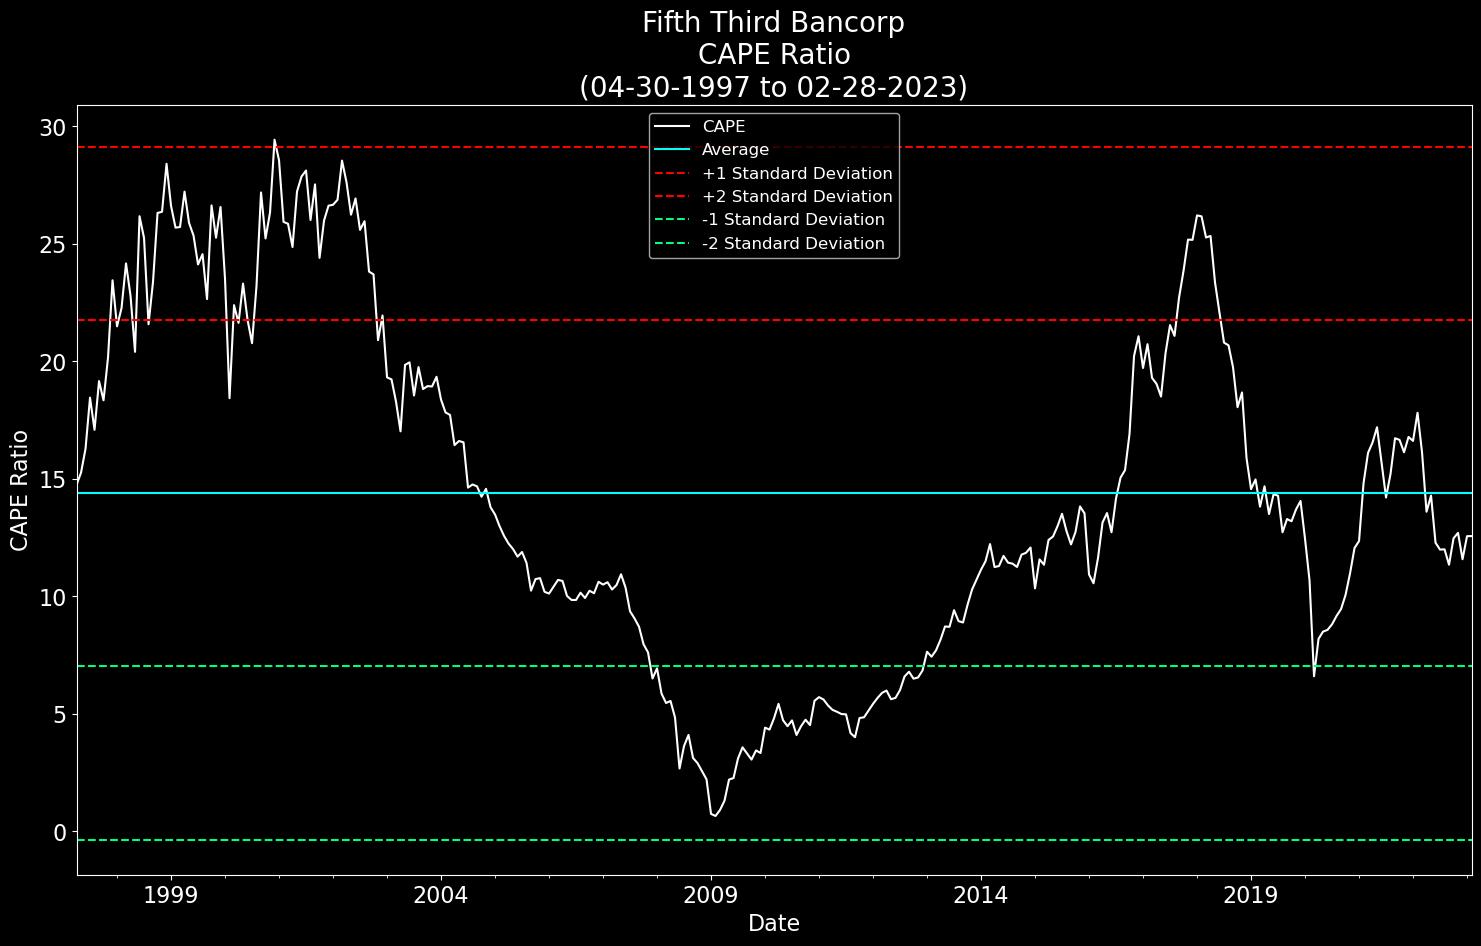 Fifth Third Bancorp
CAPE Ratio
(04-30-1997 to 02-28-2023)
30
25
20
15
10
5
0
CAPE Ratio
CAPE
Average
+1 Standard Deviation
+2 Standard Deviation
-1 Standard Deviation
-2 Standard Deviation
1999 2004 2009 2014 2019
Date